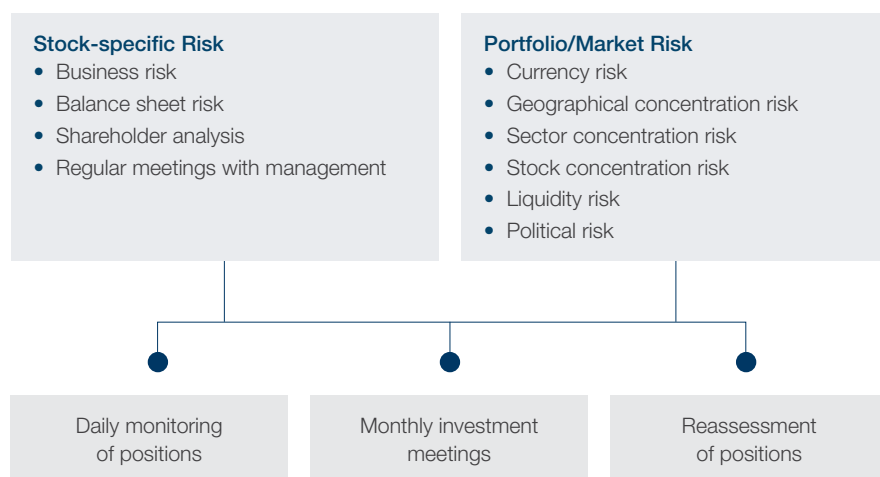 Stock-specific Risk
• Business risk
• Balance sheet risk
• Shareholder analysis
• Regular meetings with management
Portfolio/Market Risk
• Currency risk
• Geographical concentration risk
• Sector concentration risk
• Stock concentration risk
• Liquidity risk
• Political risk
Daily monitoring
of positions
Monthly investment
meetings
Reassessment
of positions